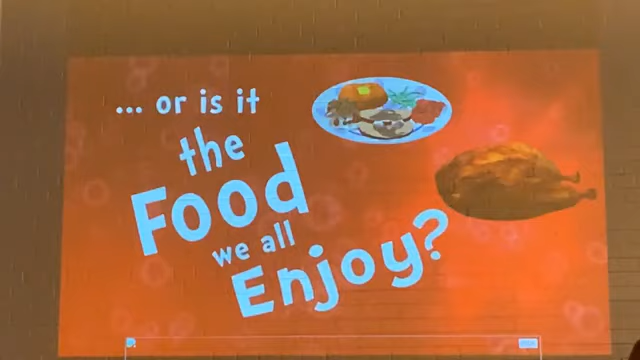 ... or is it
the
Food
we all
Enjoy?